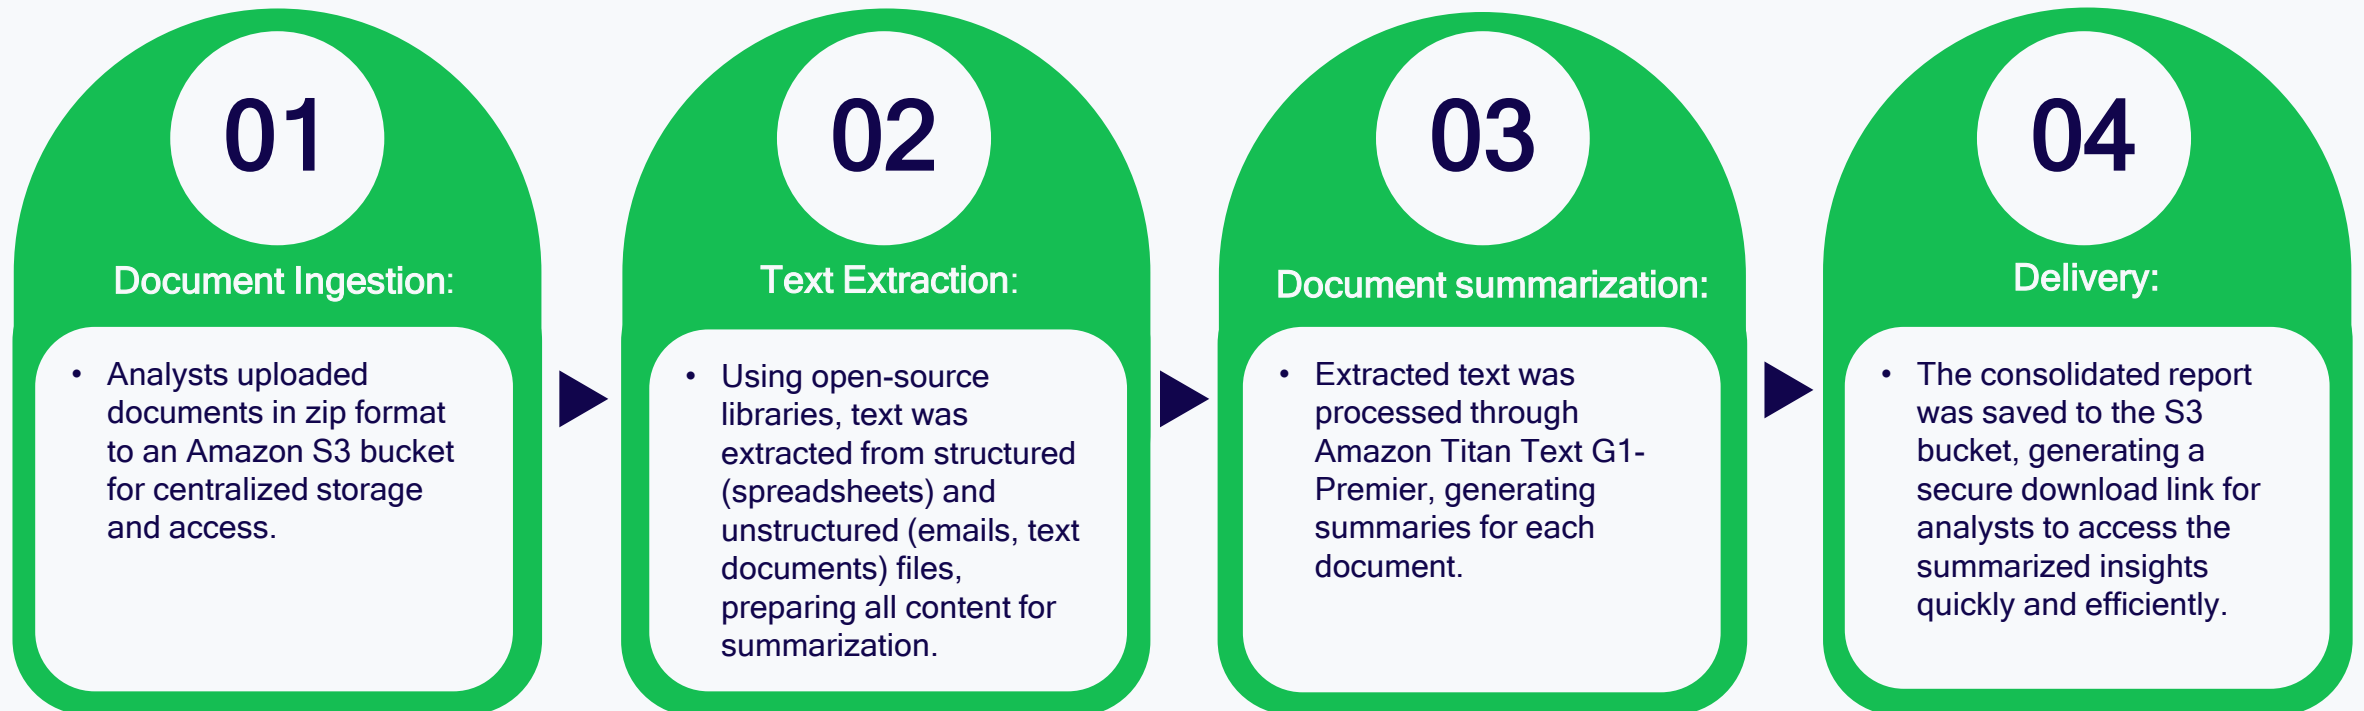 01
Document Ingestion:
• Analysts uploaded
documents in zip format
to an Amazon S3 bucket
for centralized storage
and access.
02
Text Extraction:
• Using open-source
libraries, text was
extracted from structured
(spreadsheets) and
unstructured (emails, text
documents) files,
preparing all content for
summarization.
03
Document summarization:
• Extracted text was
processed through
Amazon Titan Text G1-
Premier, generating
summaries for each
document.
04
Delivery:
• The consolidated report
was saved to the S3
bucket, generating a
secure download link for
analysts to access the
summarized insights
quickly and efficiently.